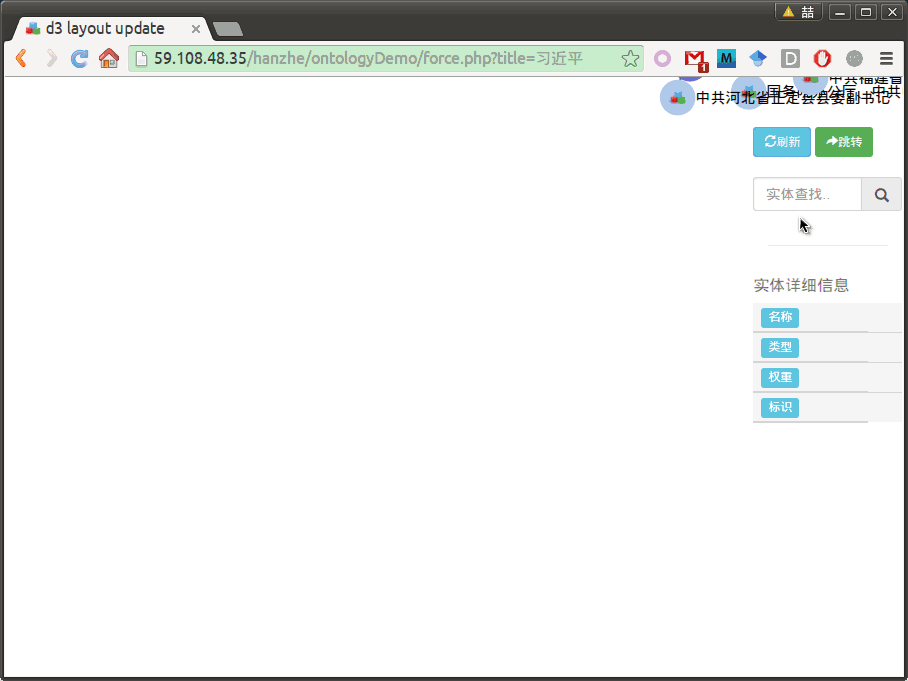 喆
d3 layout update
59.108.48.35/hanzhe/ontologyDemo/force.php?title=习近平
M
D
1
中共福建省
国务院办公厅、中共
中共河北省正定县县委副书记
刷新
跳转
实体查找..
实体详细信息
名称
类型
权重
标识